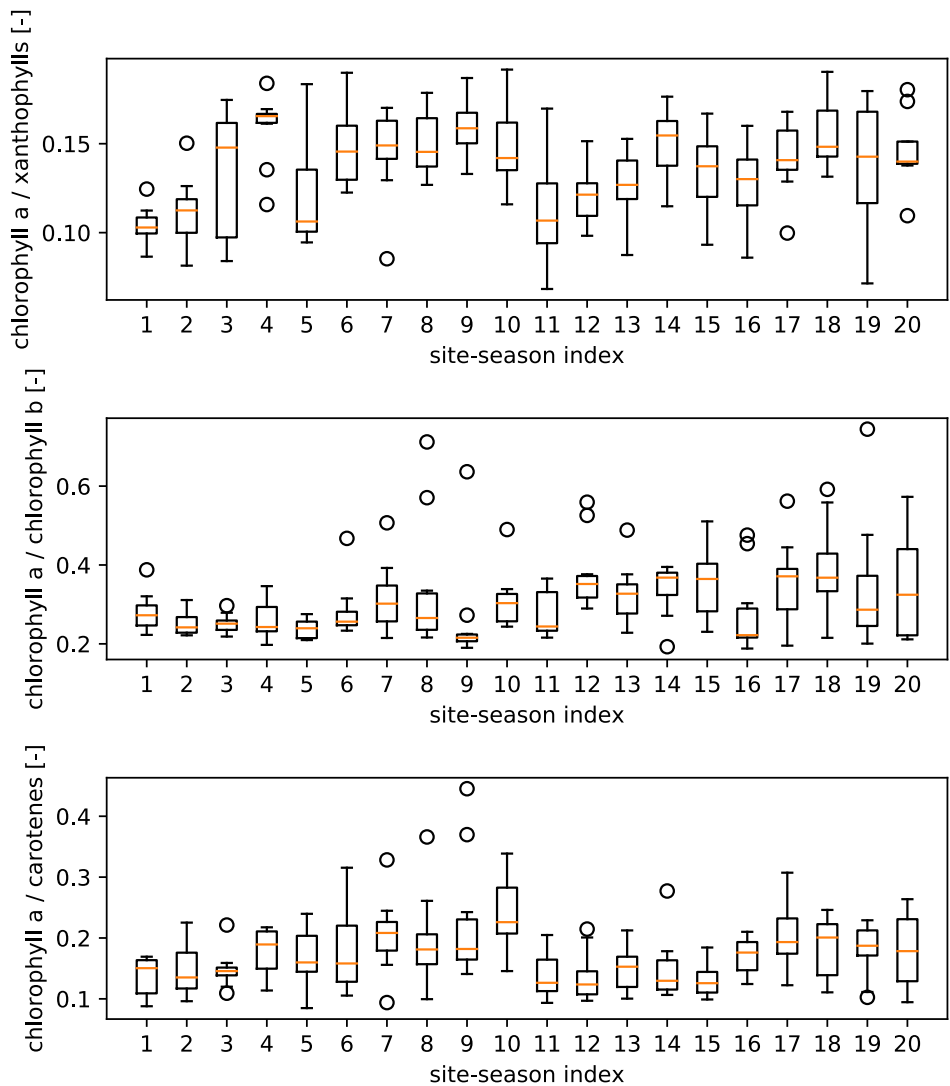 chlorophyll a / xanthophylls [-]
0.15
0.10
1 2 3 4 5 6 7 8 9 10 11 12 13 14 15 16 17 18 19 20
site-season index
chlorophyll a / chlorophyll b [-]
0.6
0.4
0.2
1 2 3 4 5 6 7 8 9 10 11 12 13 14 15 16 17 18 19 20
site-season index
chlorophyll a / carotenes [-]
0.4
0.3
0.2
0.1
1 2 3 4 5 6 7 8 9 10 11 12 13 14 15 16 17 18 19 20
site-season index